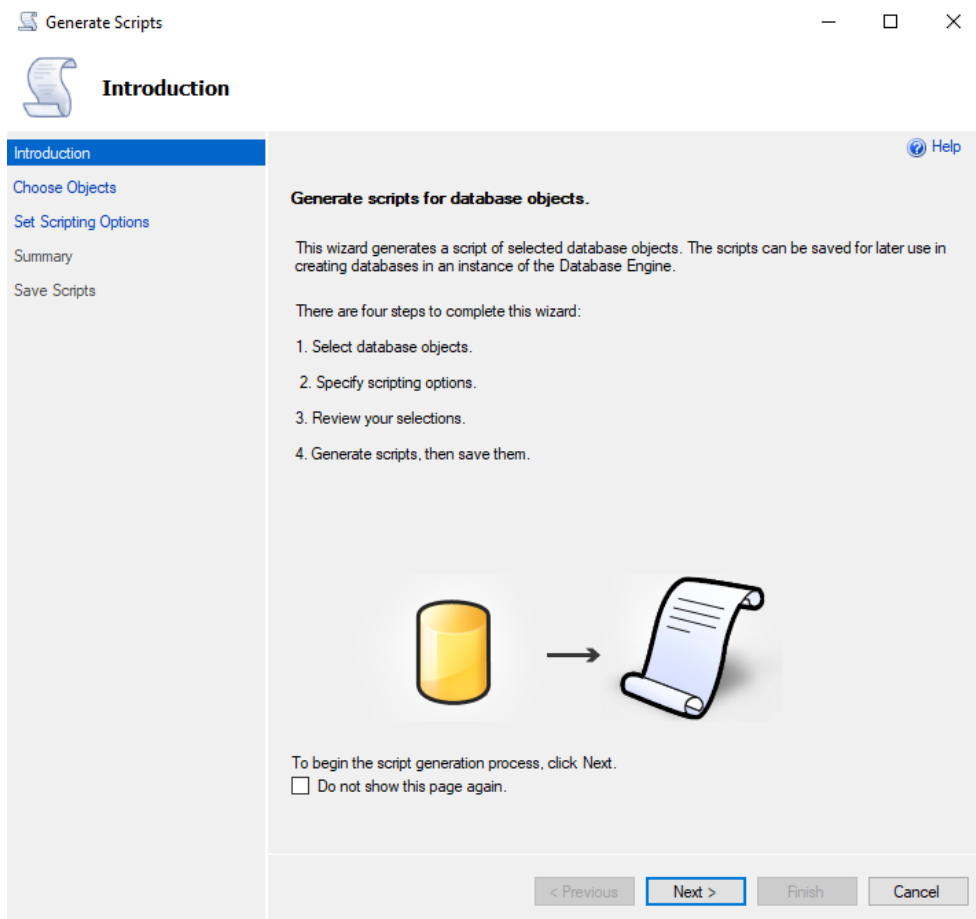 Generate Scripts
Introduction
Introduction
Choose Objects
Set Scripting Options
Summary
Save Scripts
Help
Generate scripts for database objects.
This wizard generates a script of selected database objects. The scripts can be saved for later use in
creating databases in an instance of the Database Engine.
There are four steps to complete this wizard:
1. Select database objects.
2. Specify scripting options.
3. Review your selections.
4. Generate scripts, then save them.
To begin the script generation process, click Next.
Do not show this page again.
< Previous
Next >
Finish
Cancel